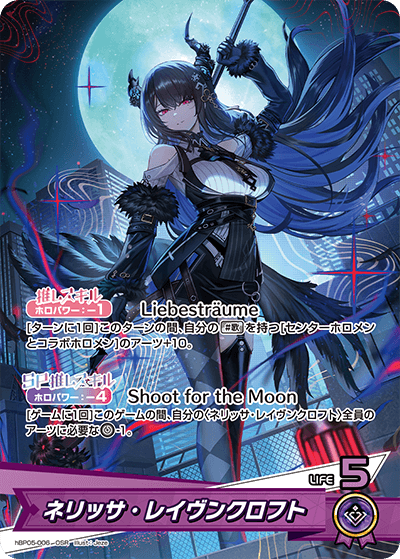 推しスキル
ホロパワー：−1 Liebesträume
[ターンに1回]このターンの間、自分の #歌 を持つ[センターホロメン
とコラボホロメン]のアーツ+10。
SP推しスキル
ホロパワー：−4 Shoot for the Moon
[ゲームに1回]このゲームの間、自分の〈ネリッサ・レイヴンクロフト〉全員の
アーツに必要な-1。
LIFE 5
ネリッサ・レイヴンクロフト
hBP05-006 OSR illust: Jeze